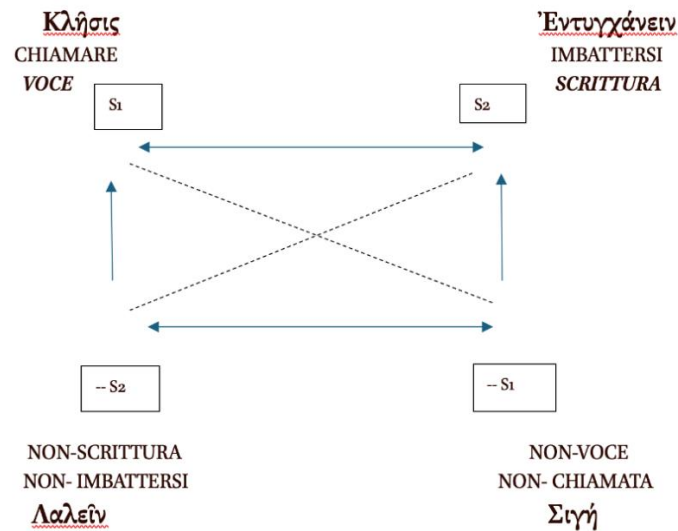 Κλῆσις
CHIAMARE
VOCE
Ἐντυγχάνειν
IMBATTERSI
SCRITTURA
S1
S2
-- S2
-- S1
NON-SCRITTURA
NON- IMBATTERSI
Λαλεῖν
NON-VOCE
NON- CHIAMATA
Σιγή